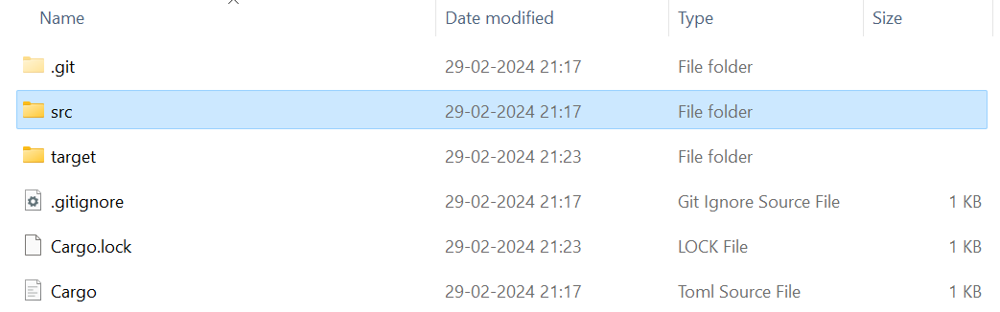 Name Date modified Type Size
.git 29-02-2024 21:17 File folder
src 29-02-2024 21:17 File folder
target 29-02-2024 21:23 File folder
.gitignore 29-02-2024 21:17 Git Ignore Source File 1 KB
Cargo.lock 29-02-2024 21:23 LOCK File 1 KB
Cargo 29-02-2024 21:17 Toml Source File 1 KB